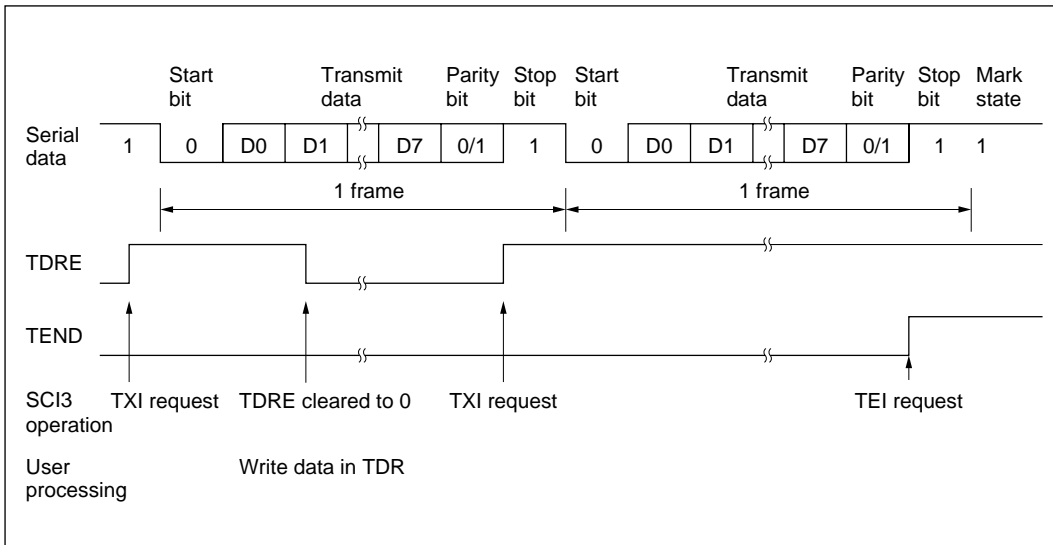 Start bit
Transmit data
Parity bit
Stop bit
Start bit
Transmit data
Parity bit
Stop bit
Mark state
Serial data
1 0 D0 D1 D7 0/1 1 0 D0 D1 D7 0/1 1 1
1 frame 1 frame
TDRE
TEND
SCI3 operation
TXI request TDRE cleared to 0 TXI request TEI request
User processing
Write data in TDR